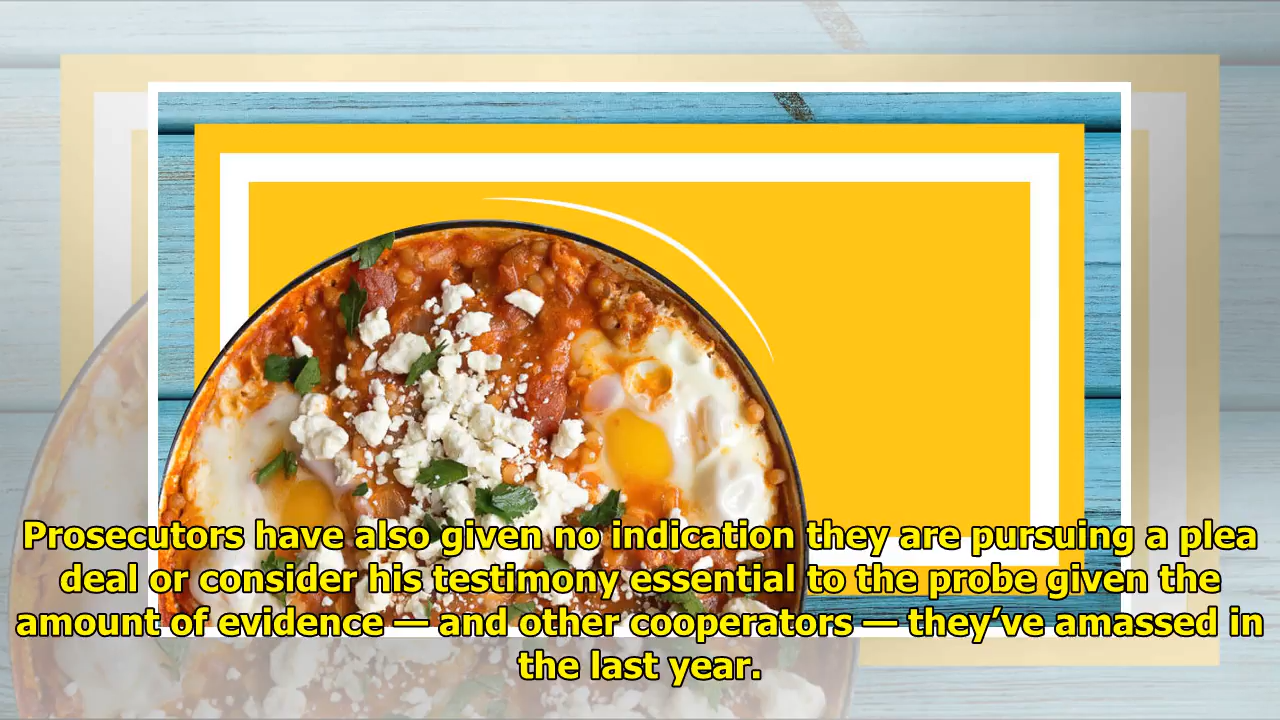 Prosecutors have also given no indication they are pursuing a plea
deal or consider his testimony essential to the probe given the
amount of evidence — and other cooperators — they’ve amassed in
the last year.